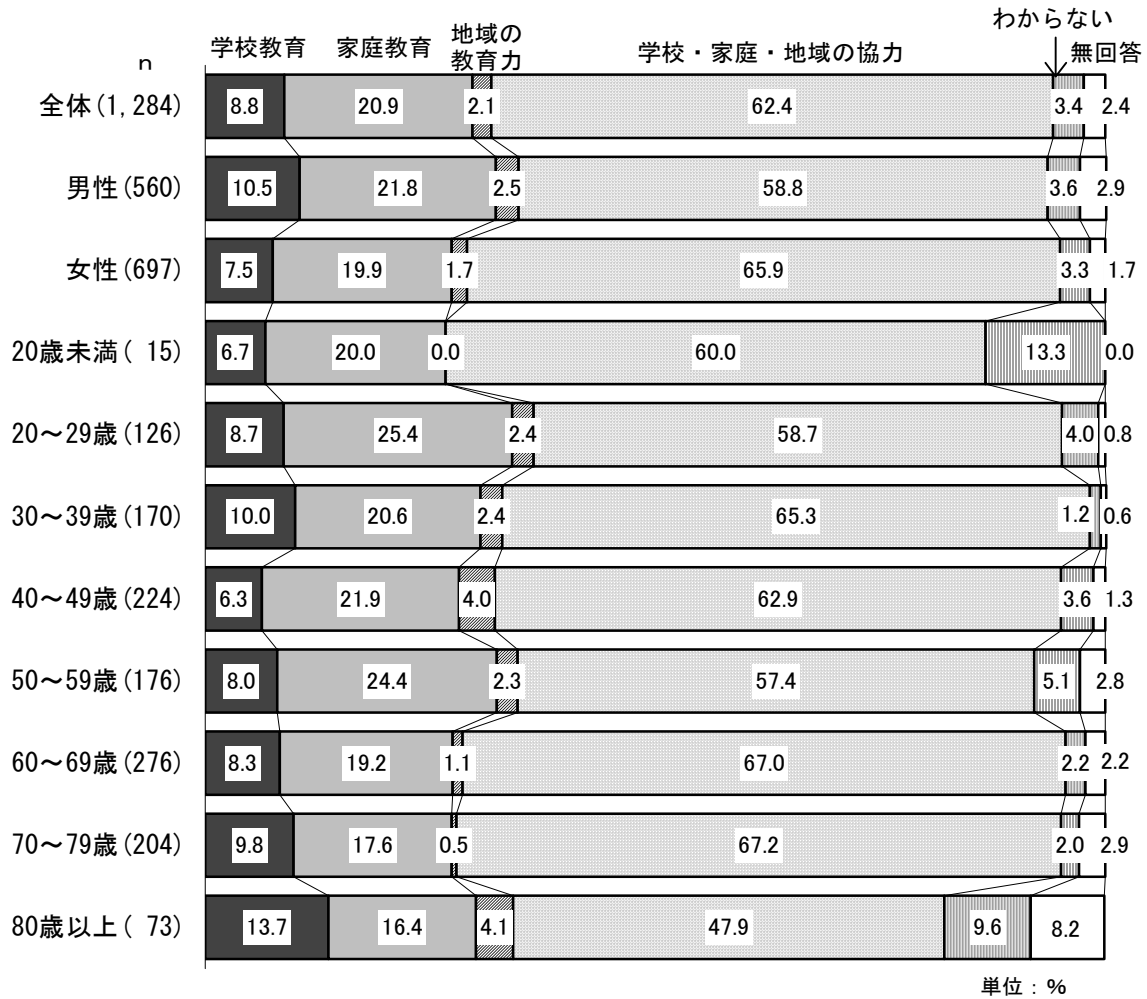 わからない
学校教育 家庭教育 地域の教育力 学校・家庭・地域の協力 無回答
n
全体(1,284) 8.8 20.9 2.1 62.4 3.4 2.4
男性(560) 10.5 21.8 2.5 58.8 3.6 2.9
女性(697) 7.5 19.9 1.7 65.9 3.3 1.7
20歳未満( 15) 6.7 20.0 0.0 60.0 13.3 0.0
20～29歳(126) 8.7 25.4 2.4 58.7 4.0 0.8
30～39歳(170) 10.0 20.6 2.4 65.3 1.2 0.6
40～49歳(224) 6.3 21.9 4.0 62.9 3.6 1.3
50～59歳(176) 8.0 24.4 2.3 57.4 5.1 2.8
60～69歳(276) 8.3 19.2 1.1 67.0 2.2 2.2
70～79歳(204) 9.8 17.6 0.5 67.2 2.0 2.9
80歳以上( 73) 13.7 16.4 4.1 47.9 9.6 8.2
単位：％